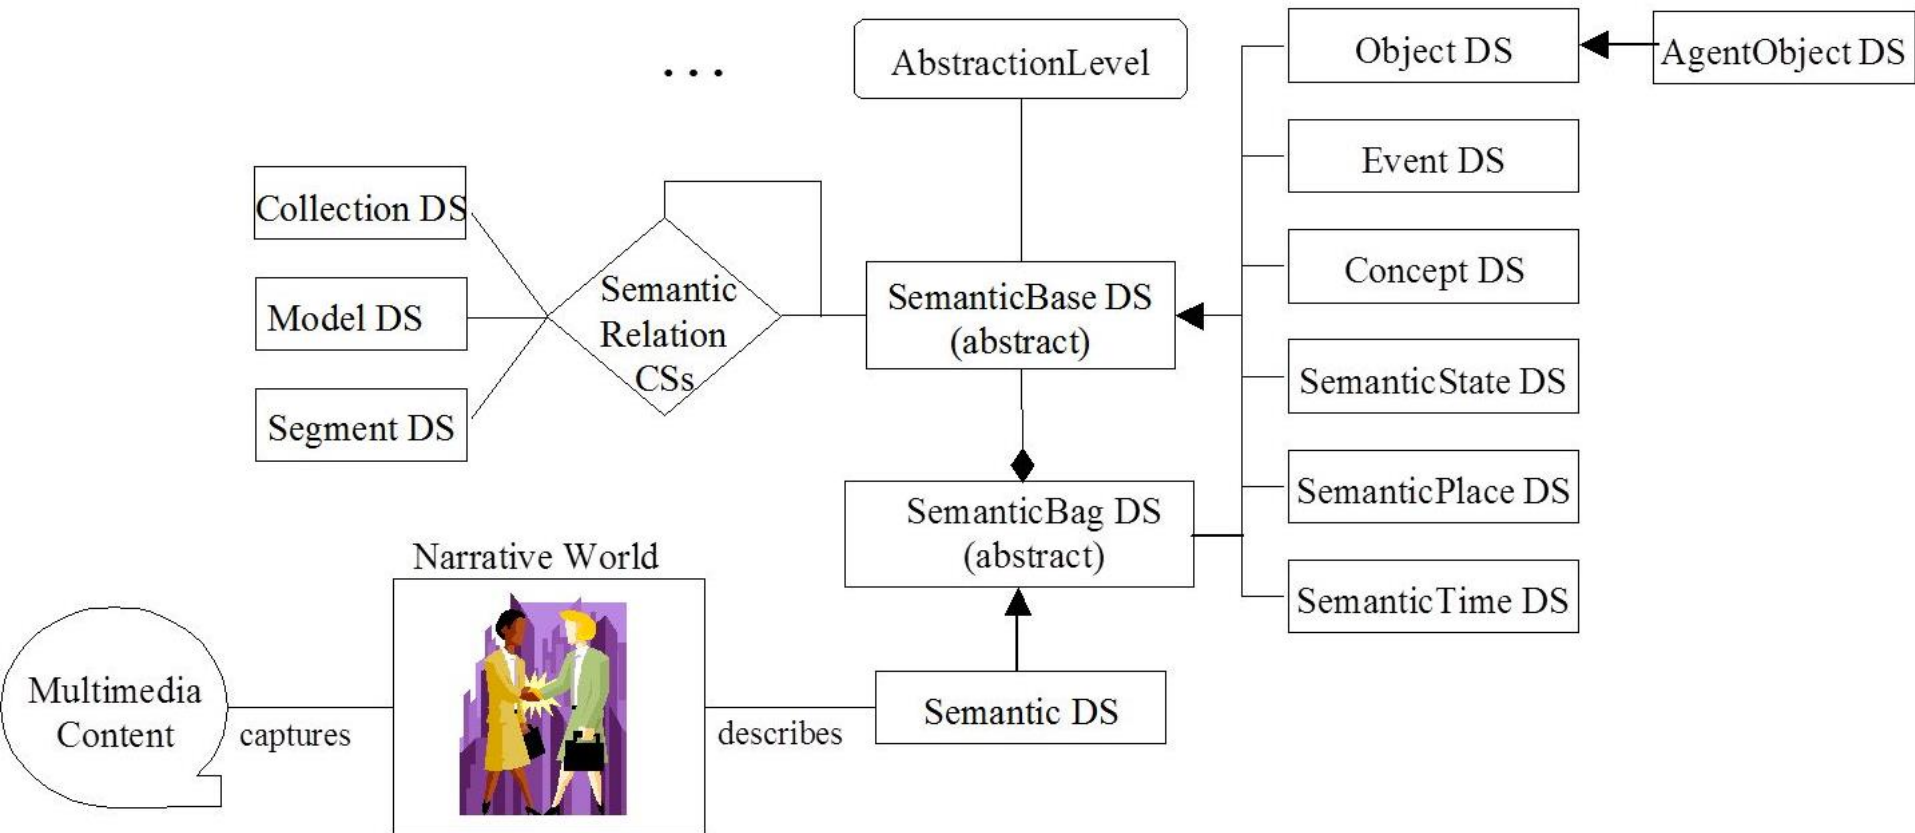 . . .
AbstractionLevel
Object DS
AgentObject DS
Event DS
Collection DS
Model DS
Segment DS
Semantic
Relation
CSs
SemanticBase DS
(abstract)
Concept DS
SemanticState DS
SemanticBag DS
(abstract)
SemanticPlace DS
SemanticTime DS
Narrative World
Multimedia
Content
captures
describes
Semantic DS